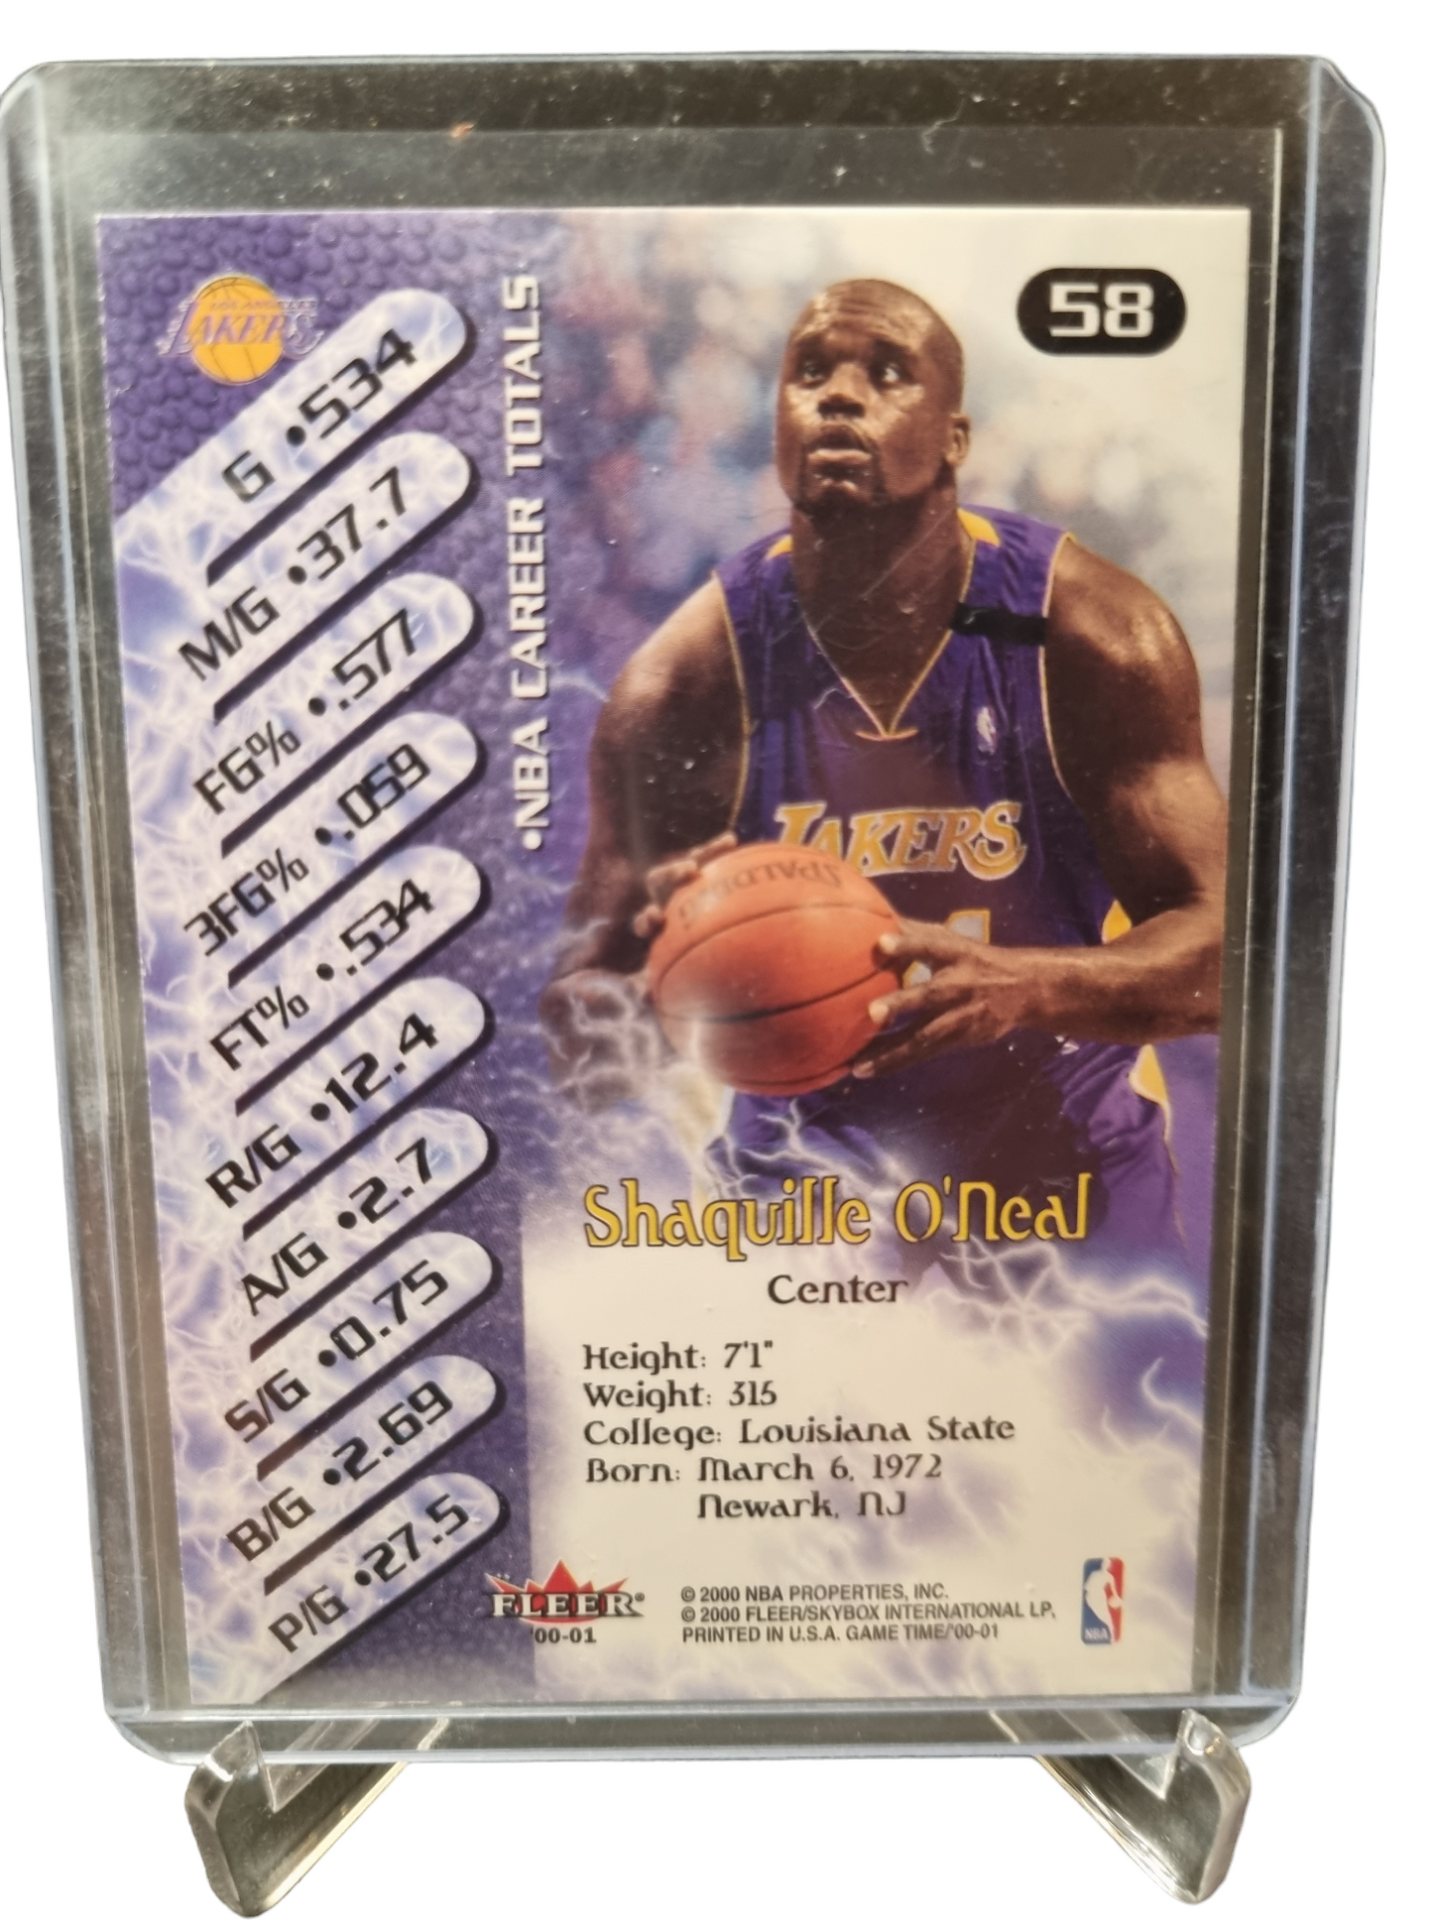 LOS ANGELES
LAKERS
58
G •534
M/G •37.7
FG% •.577
3FG% •.059
FT% •.534
R/G •12.4
A/G •2.7
S/G •0.75
B/G •2.69
P/G •27.5
•NBA CAREER TOTALS
SPALDING
LAKERS
Shaquille O'Neal
Center
Height: 7'1"
Weight: 315
College: Louisiana State
Born: March 6, 1972
Newark, NJ
FLEER®
'00-01
© 2000 NBA PROPERTIES, INC.
© 2000 FLEER/SKYBOX INTERNATIONAL LP,
PRINTED IN U.S.A. GAME TIME/'00-01
NBA